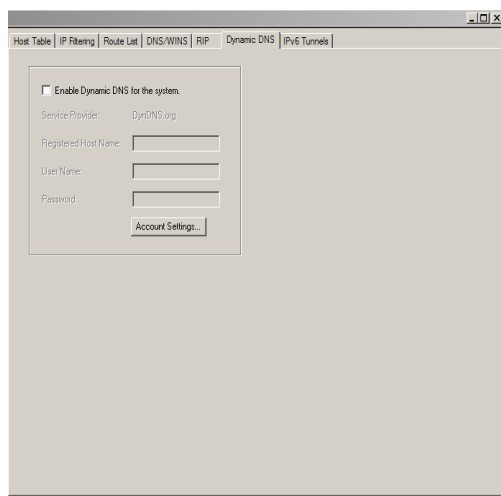 Host Table IP Filtering Route List DNS/WINS RIP Dynamic DNS IPv6 Tunnels
Enable Dynamic DNS for the system.
Service Provider: DynDNS.org
Registered Host Name:
User Name:
Password:
Account Settings...